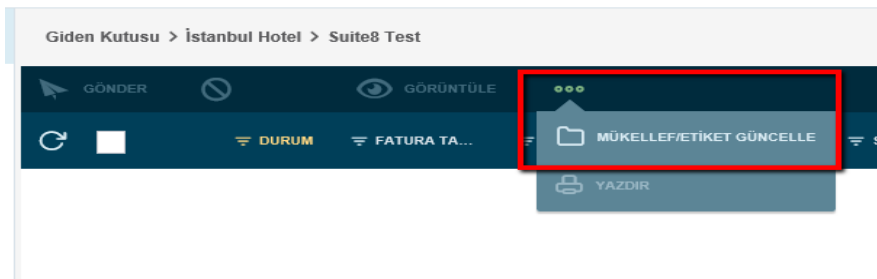 Giden Kutusu > İstanbul Hotel > Suite8 Test
GÖNDER GÖRÜNTÜLE
DURUM FATURA TA... S
MÜKELLEF/ETİKET GÜNCELLE
YAZDIR